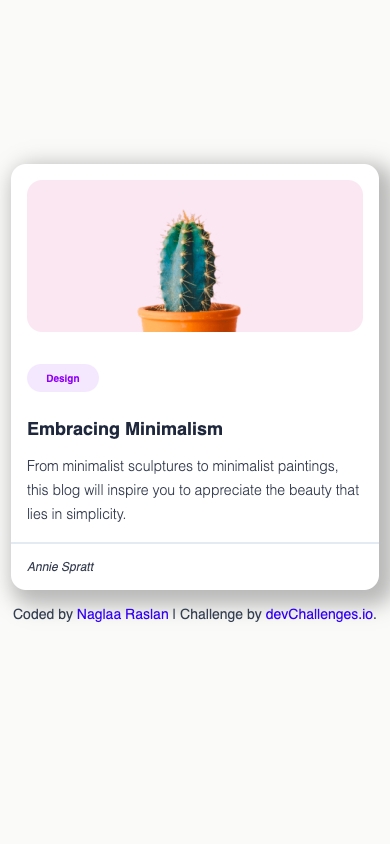 Design
Embracing Minimalism
From minimalist sculptures to minimalist paintings,
this blog will inspire you to appreciate the beauty that
lies in simplicity.
Annie Spratt
Coded by Naglaa Raslan | Challenge by devChallenges.io.